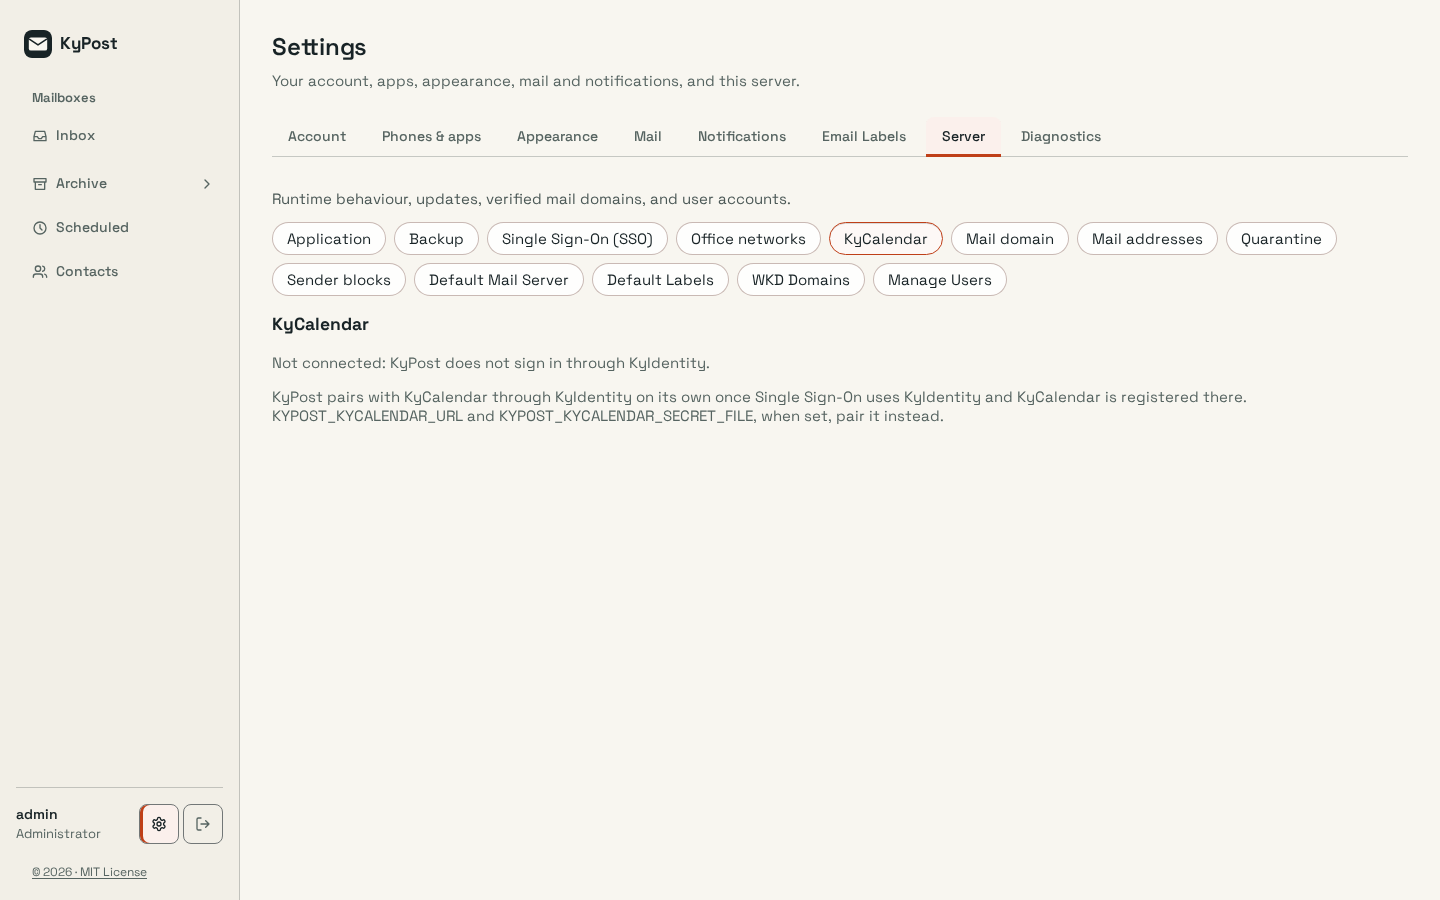 KyPost
Mailboxes
Inbox
Archive
Scheduled
Contacts
admin
Administrator
© 2026 · MIT License
Settings
Your account, apps, appearance, mail and notifications, and this server.
Account Phones & apps Appearance Mail Notifications Email Labels Server Diagnostics
Runtime behaviour, updates, verified mail domains, and user accounts.
Application Backup Single Sign-On (SSO) Office networks KyCalendar Mail domain Mail addresses Quarantine
Sender blocks Default Mail Server Default Labels WKD Domains Manage Users
KyCalendar
Not connected: KyPost does not sign in through KyIdentity.
KyPost pairs with KyCalendar through KyIdentity on its own once Single Sign-On uses KyIdentity and KyCalendar is registered there.
KYPOST_KYCALENDAR_URL and KYPOST_KYCALENDAR_SECRET_FILE, when set, pair it instead.